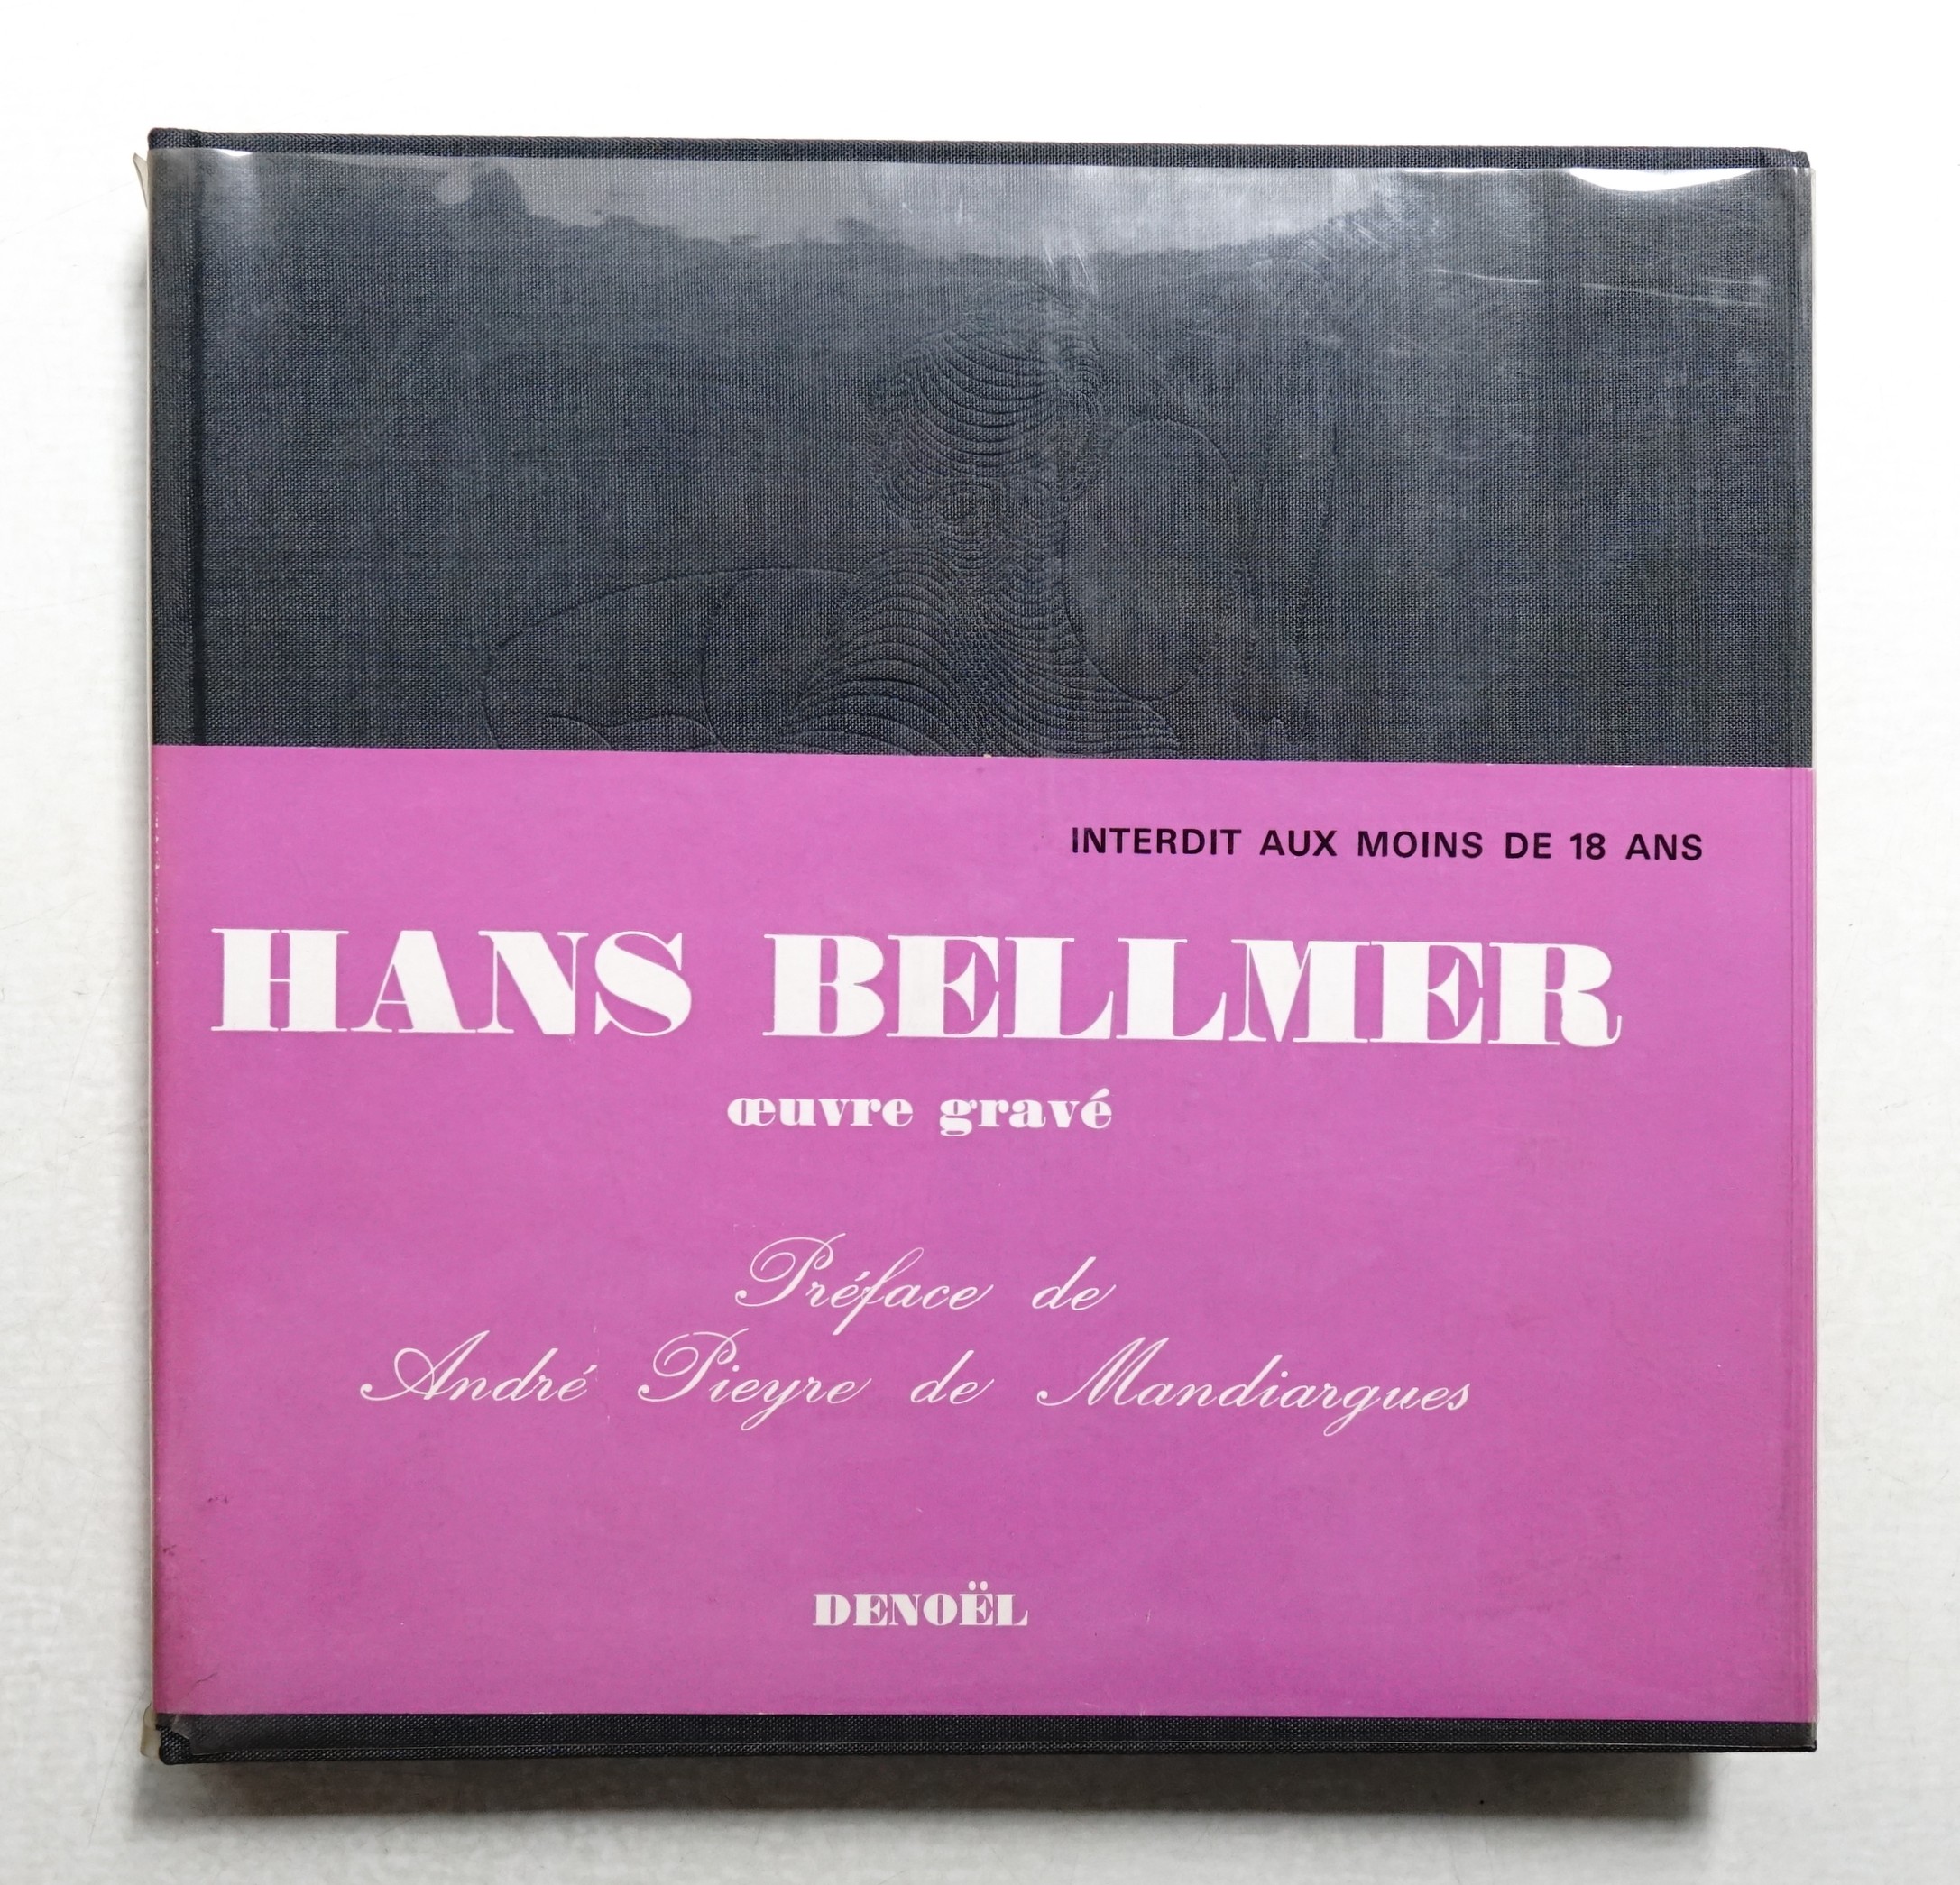 INTERDIT AUX MOINS DE 18 ANS
HANS BELLMER
œuvre gravé
Préface de
André Pieyre de Mandiargues
DENOËL